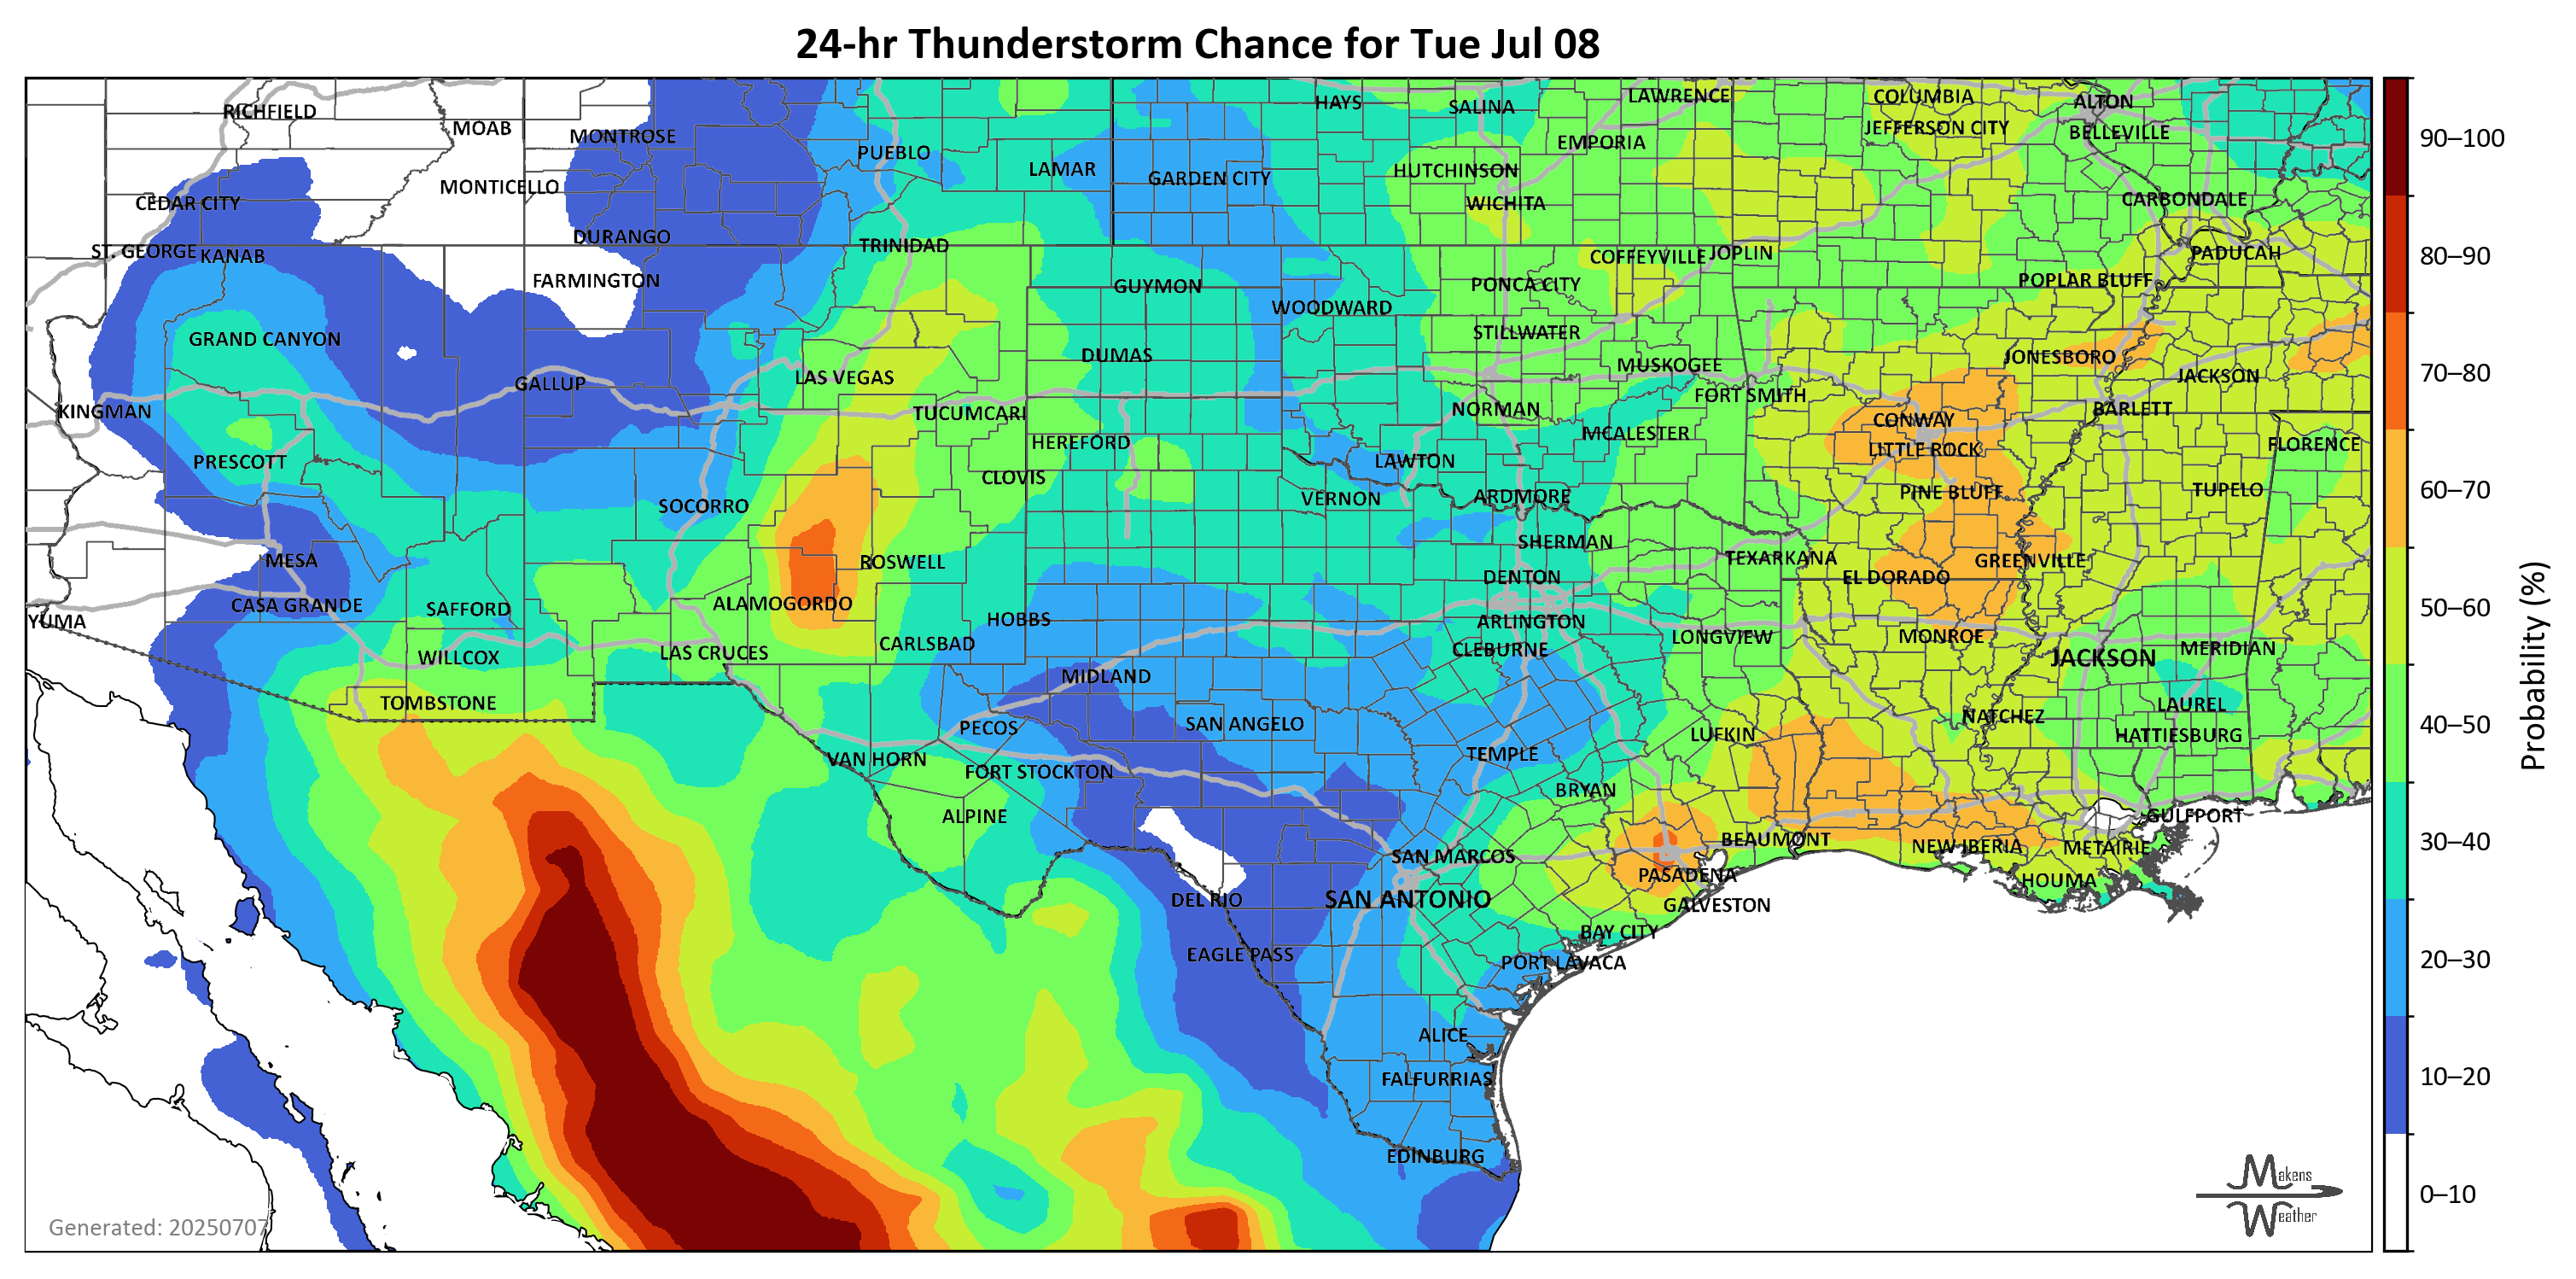 24-hr Thunderstorm Chance for Tue Jul 08
RICHFIELD
MOAB
MONTROSE
PUEBLO
LAMAR
GARDEN CITY
HAYS
SALINA
LAWRENCE
EMPORIA
HUTCHINSON
WICHITA
COLUMBIA
JEFFERSON CITY
ALTON
BELLEVILLE
CARBONDALE
CEDAR CITY
MONTICELLO
DURANGO
TRINIDAD
ST. GEORGE
KANAB
FARMINGTON
GUYMON
WOODWARD
PONCA CITY
COFFEYVILLE
JOPLIN
POPLAR BLUFF
PADUCAH
GRAND CANYON
GALLUP
LAS VEGAS
DUMAS
STILLWATER
MUSKOGEE
JONESBORO
JACKSON
KINGMAN
TUCUMCARI
NORMAN
FORT SMITH
CONWAY
BARLETT
PRESCOTT
HEREFORD
CLOVIS
LAWTON
MCALESTER
LITTLE ROCK
FLORENCE
SOCORRO
VERNON
ARDMORE
PINE BLUFF
TUPELO
MESA
ROSWELL
SHERMAN
TEXARKANA
GREENVILLE
CASA GRANDE
SAFFORD
ALAMOGORDO
HOBBS
DENTON
EL DORADO
YUMA
WILLCOX
LAS CRUCES
CARLSBAD
ARLINGTON
CLEBURNE
LONGVIEW
MONROE
JACKSON
MERIDIAN
TOMBSTONE
MIDLAND
PECOS
SAN ANGELO
LUFKIN
NATCHEZ
LAUREL
HATTIESBURG
VAN HORN
FORT STOCKTON
TEMPLE
BRYAN
ALPINE
SAN MARCOS
BEAUMONT
NEW IBERIA
METAIRIE
GULFPORT
DEL RIO
SAN ANTONIO
PASADENA
GALVESTON
HOUMA
EAGLE PASS
BAY CITY
PORT LAVACA
ALICE
FALFURRIAS
EDINBURG
Generated: 20250707
Makens
Weather
90–100
80–90
70–80
60–70
50–60
40–50
30–40
20–30
10–20
0–10
Probability (%)